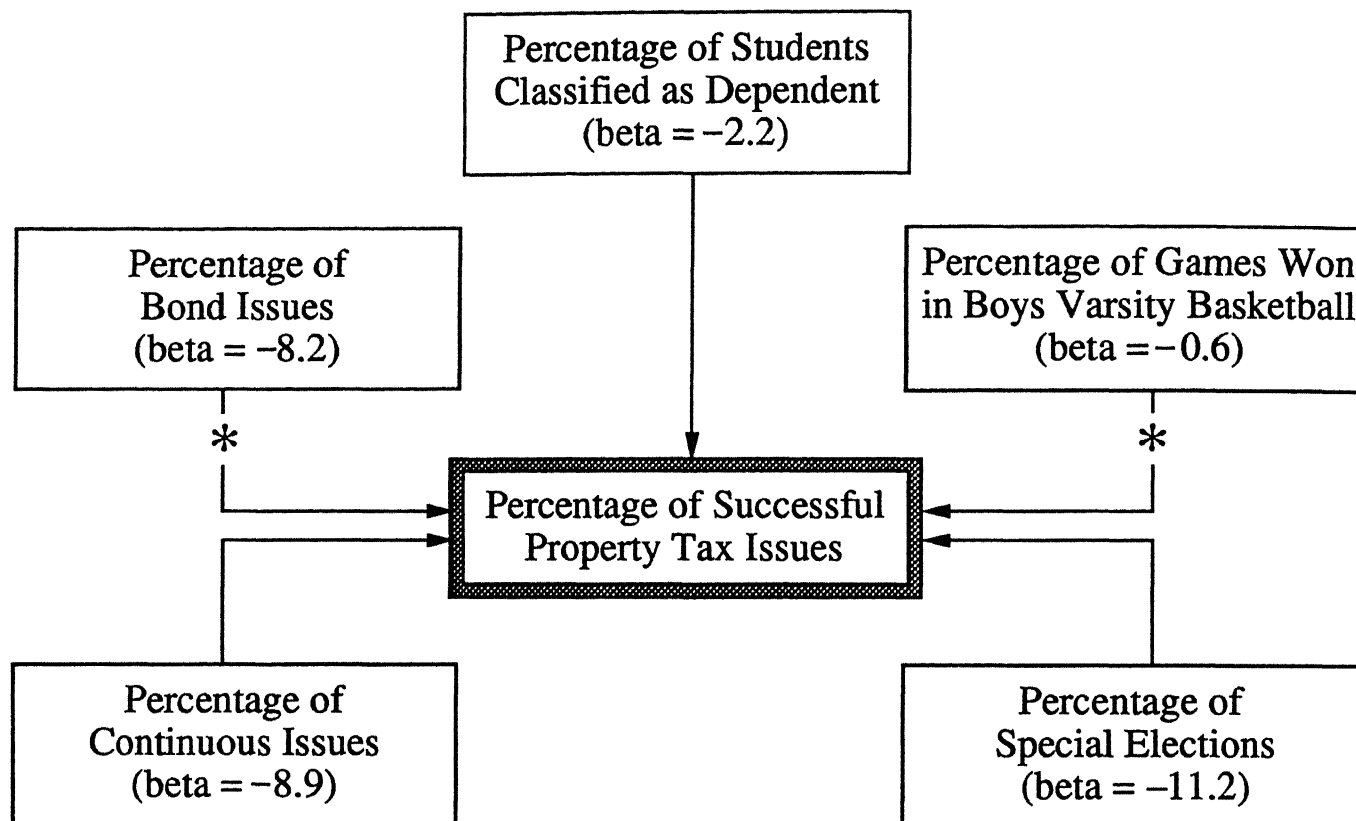 Percentage of Students
Classified as Dependent
(beta = –2.2)
Percentage of
Bond Issues
(beta = –8.2)
Percentage of Games Won
in Boys Varsity Basketball
(beta = –0.6)
*
*
Percentage of Successful
Property Tax Issues
Percentage of
Continuous Issues
(beta = –8.9)
Percentage of
Special Elections
(beta = –11.2)